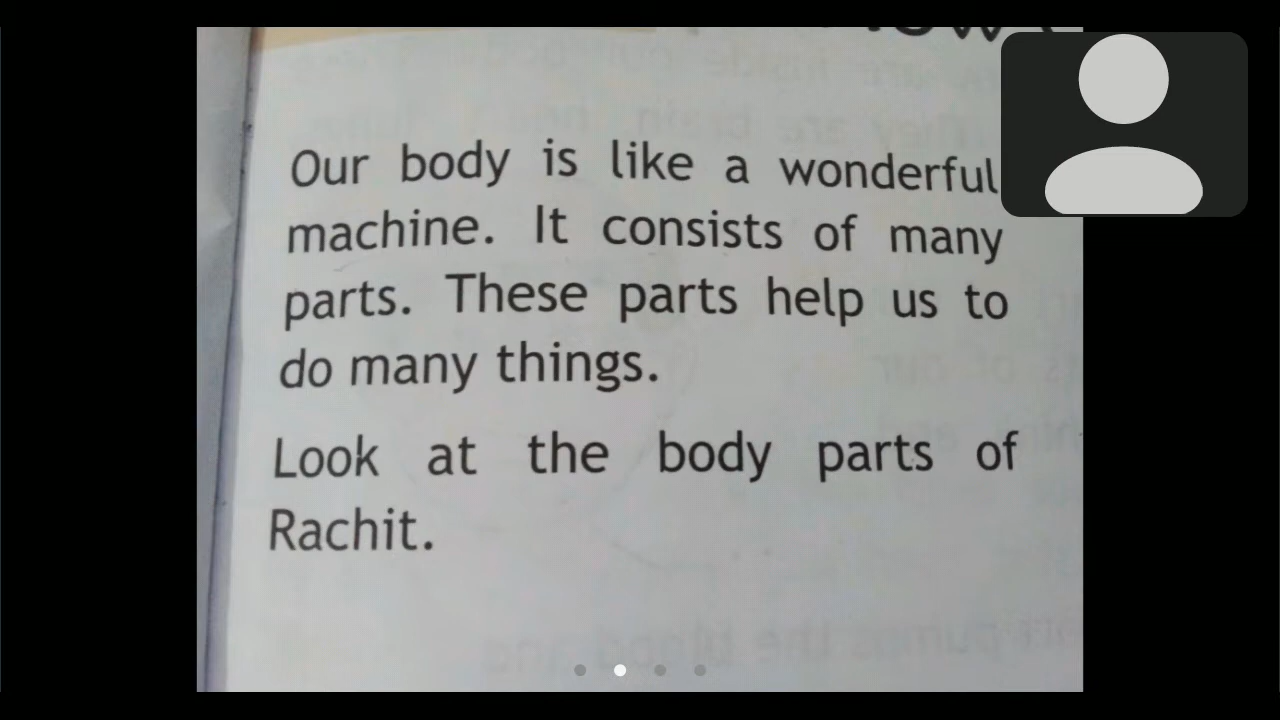 Our body is like a wonderful
machine. It consists of many
parts. These parts help us to
do many things.
Look at the body parts of
Rachit.